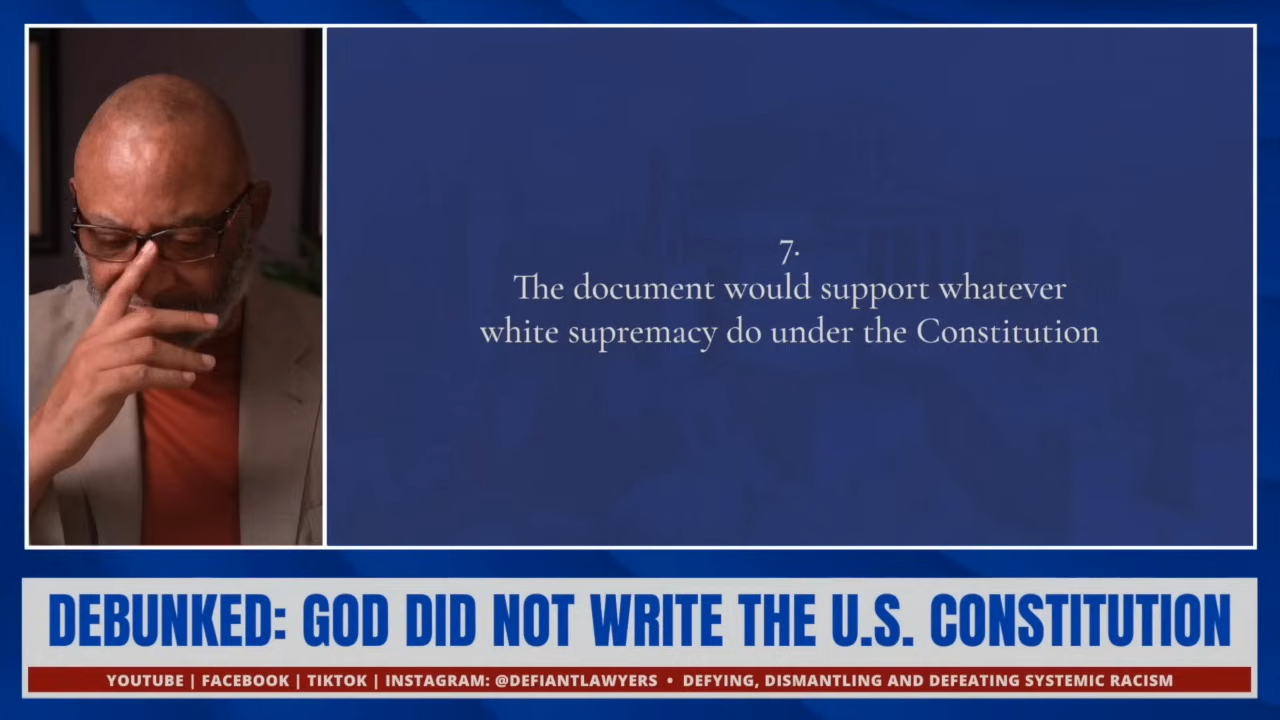 7.
The document would support whatever
white supremacy do under the Constitution
DEBUNKED: GOD DID NOT WRITE THE U.S. CONSTITUTION
YOUTUBE | FACEBOOK | TIKTOK | INSTAGRAM: @DEFIANTLAWYERS • DEFYING, DISMANTLING AND DEFEATING SYSTEMIC RACISM